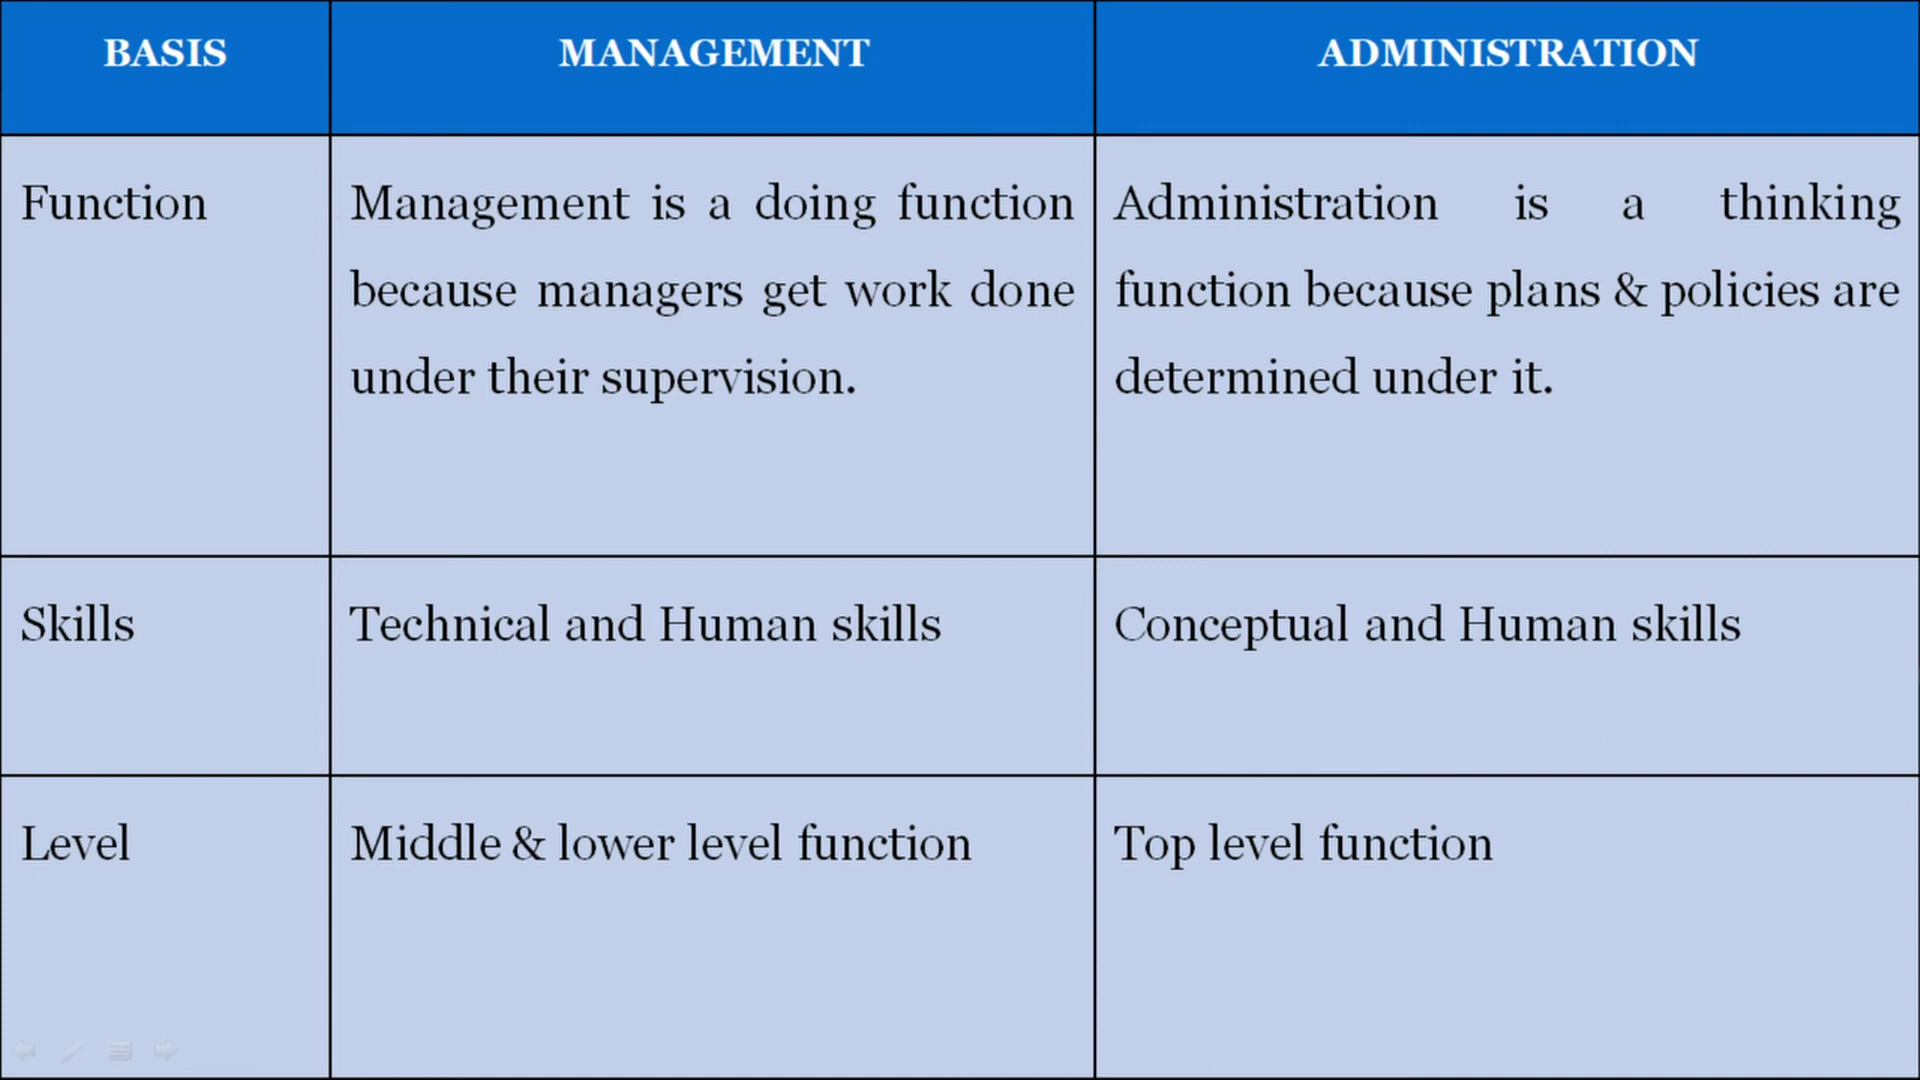 BASIS
MANAGEMENT
ADMINISTRATION
Function
Management is a doing function
because managers get work done
under their supervision.
Administration is a thinking
function because plans & policies are
determined under it.
Skills
Technical and Human skills
Conceptual and Human skills
Level
Middle & lower level function
Top level function